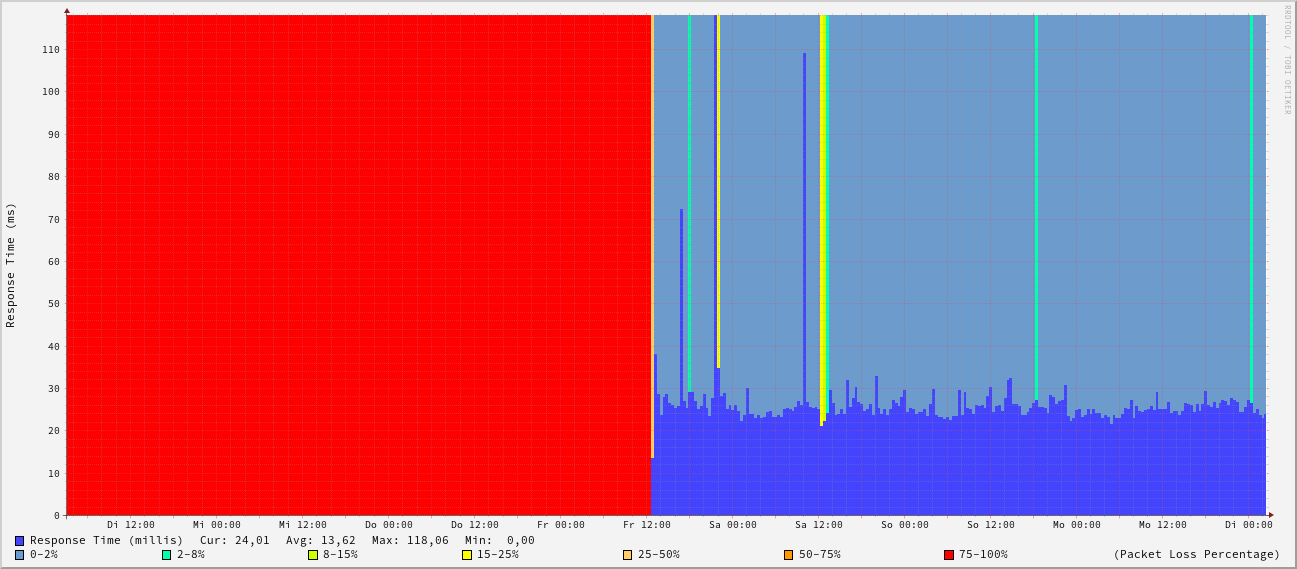 RRDTOOL / TOBI OETIKER
Response Time (ms)
110
100
90
80
70
60
50
40
30
20
10
0
Di 12:00 Mi 00:00 Mi 12:00 Do 00:00 Do 12:00 Fr 00:00 Fr 12:00 Sa 00:00 Sa 12:00 So 00:00 So 12:00 Mo 00:00 Mo 12:00 Di 00:00
Response Time (millis) Cur: 24,01 Avg: 13,62 Max: 118,06 Min: 0,00
0-2% 2-8% 8-15% 15-25% 25-50% 50-75% 75-100% (Packet Loss Percentage)